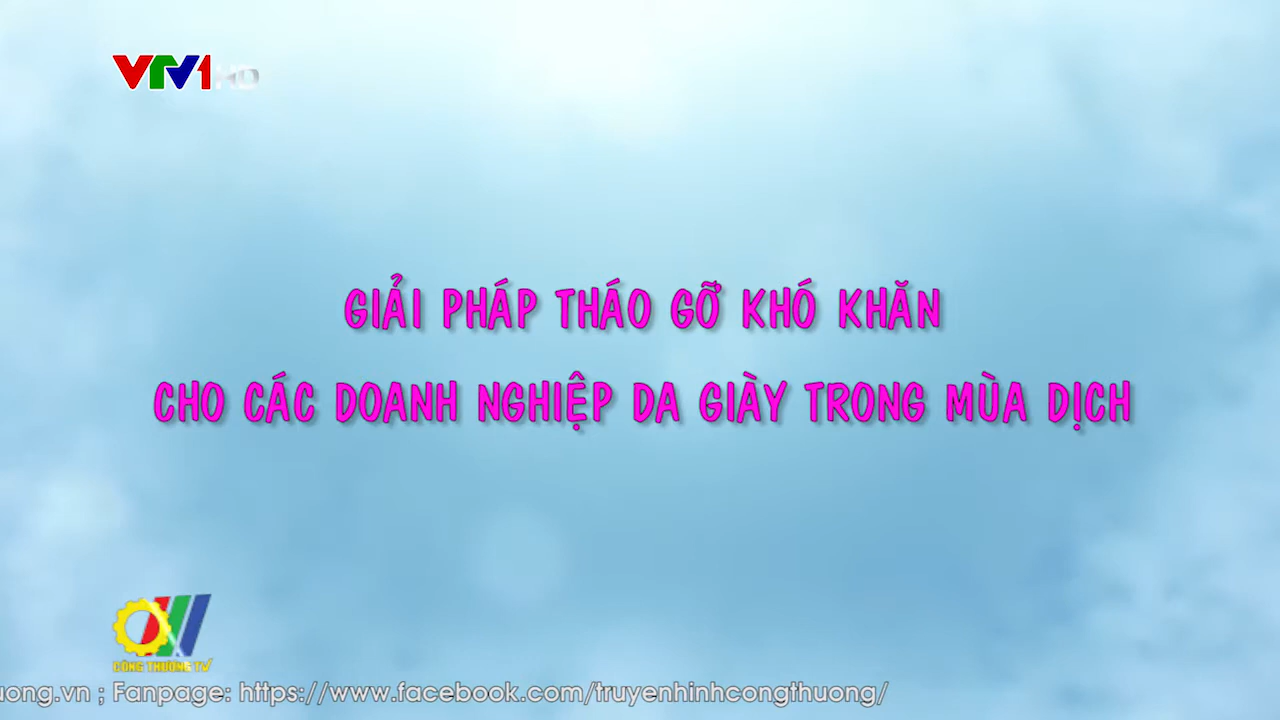 VTV1 HD
GIẢI PHÁP THÁO GỠ KHÓ KHĂN
CHO CÁC DOANH NGHIỆP DA GIÀY TRONG MÙA DỊCH
CÔNG THƯƠNG TV
uong.vn ; Fanpage: https://www.facebook.com/truyenhinhcongthuong/